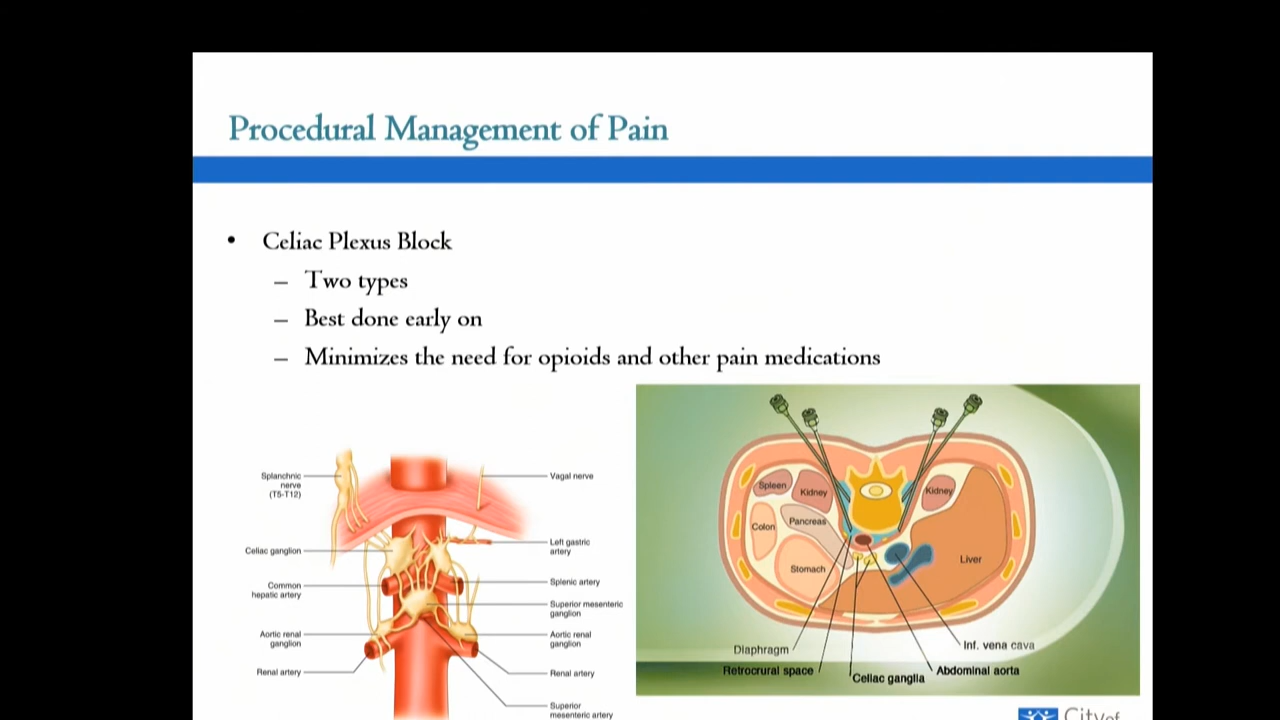 Procedural Management of Pain
• Celiac Plexus Block
– Two types
– Best done early on
– Minimizes the need for opioids and other pain medications
Splanchnic
nerve
(T5-T12)
Celiac ganglion
Common
hepatic artery
Aortic renal
ganglion
Renal artery
Vagal nerve
Left gastric
artery
Splenic artery
Superior mesenteric
ganglion
Aortic renal
ganglion
Renal artery
Superior
mesenteric artery
Spleen
Kidney
Kidney
Colon
Pancreas
Stomach
Liver
Diaphragm
Retrocrural space
Celiac ganglia
Abdominal aorta
Inf. vena cava
City of